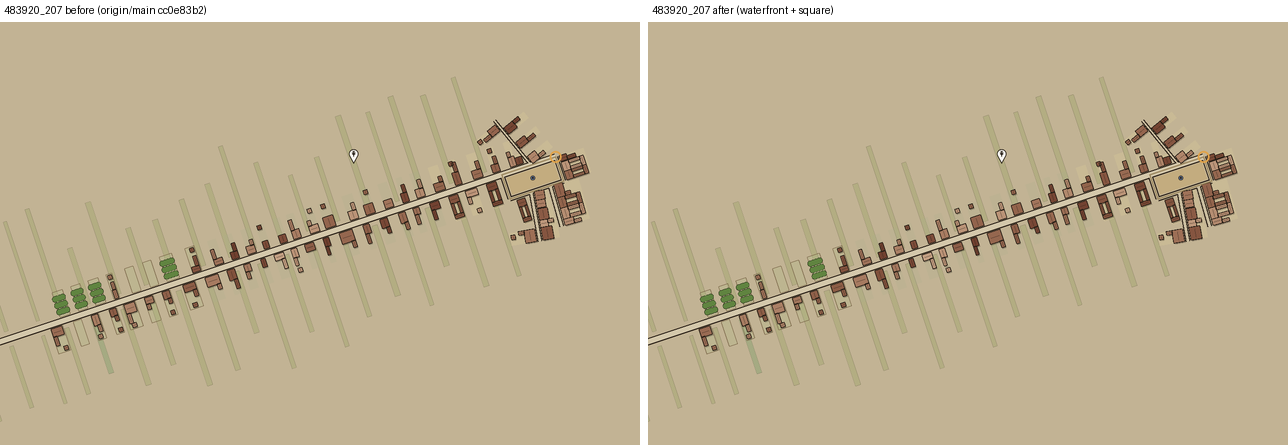 483920_207 before (origin/main cc0e83b2)
483920_207 after (waterfront + square)